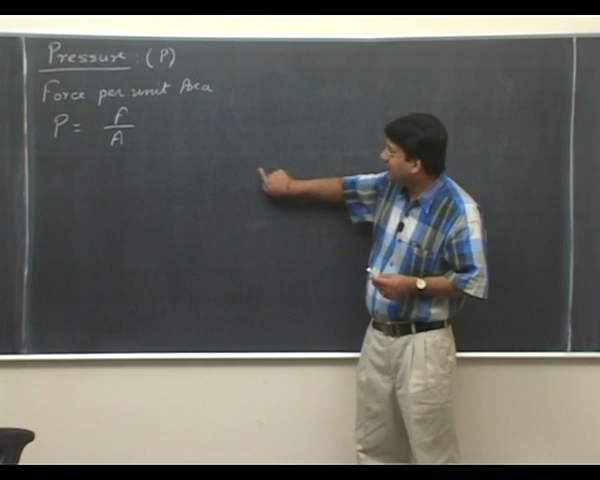 Pressure : (P)
Force per unit Area
P = F/A